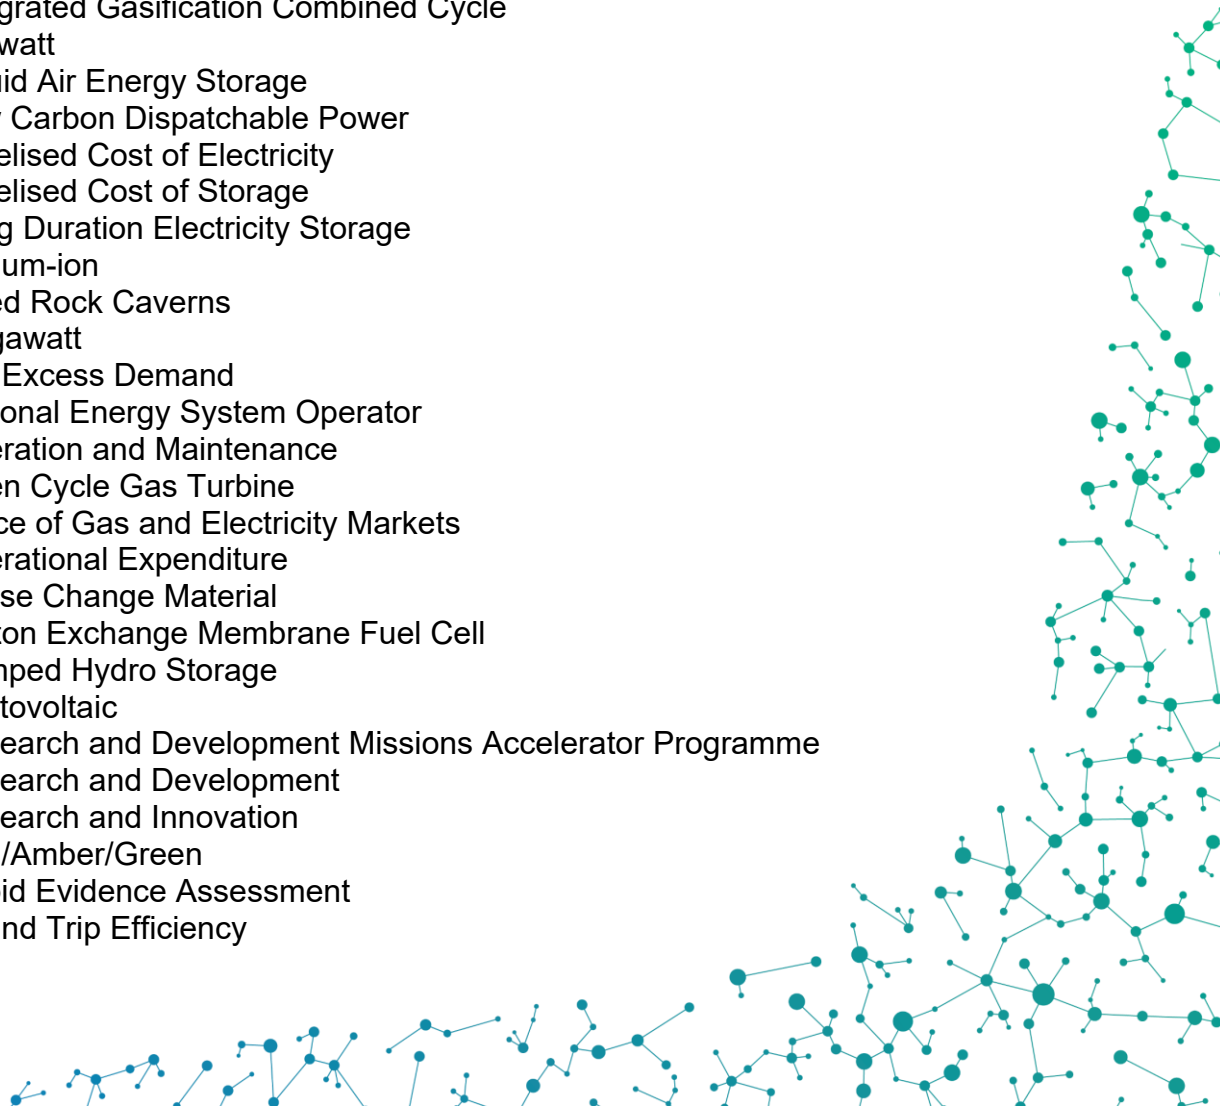 grated Gasification Combined Cycle
watt
uid Air Energy Storage
Carbon Dispatchable Power
elised Cost of Electricity
elised Cost of Storage
g Duration Electricity Storage
um-ion
ed Rock Caverns
gawatt
Excess Demand
ional Energy System Operator
eration and Maintenance
en Cycle Gas Turbine
ce of Gas and Electricity Markets
erational Expenditure
se Change Material
ton Exchange Membrane Fuel Cell
mped Hydro Storage
tovoltaic
earch and Development Missions Accelerator Programme
earch and Development
earch and Innovation
/Amber/Green
id Evidence Assessment
nd Trip Efficiency